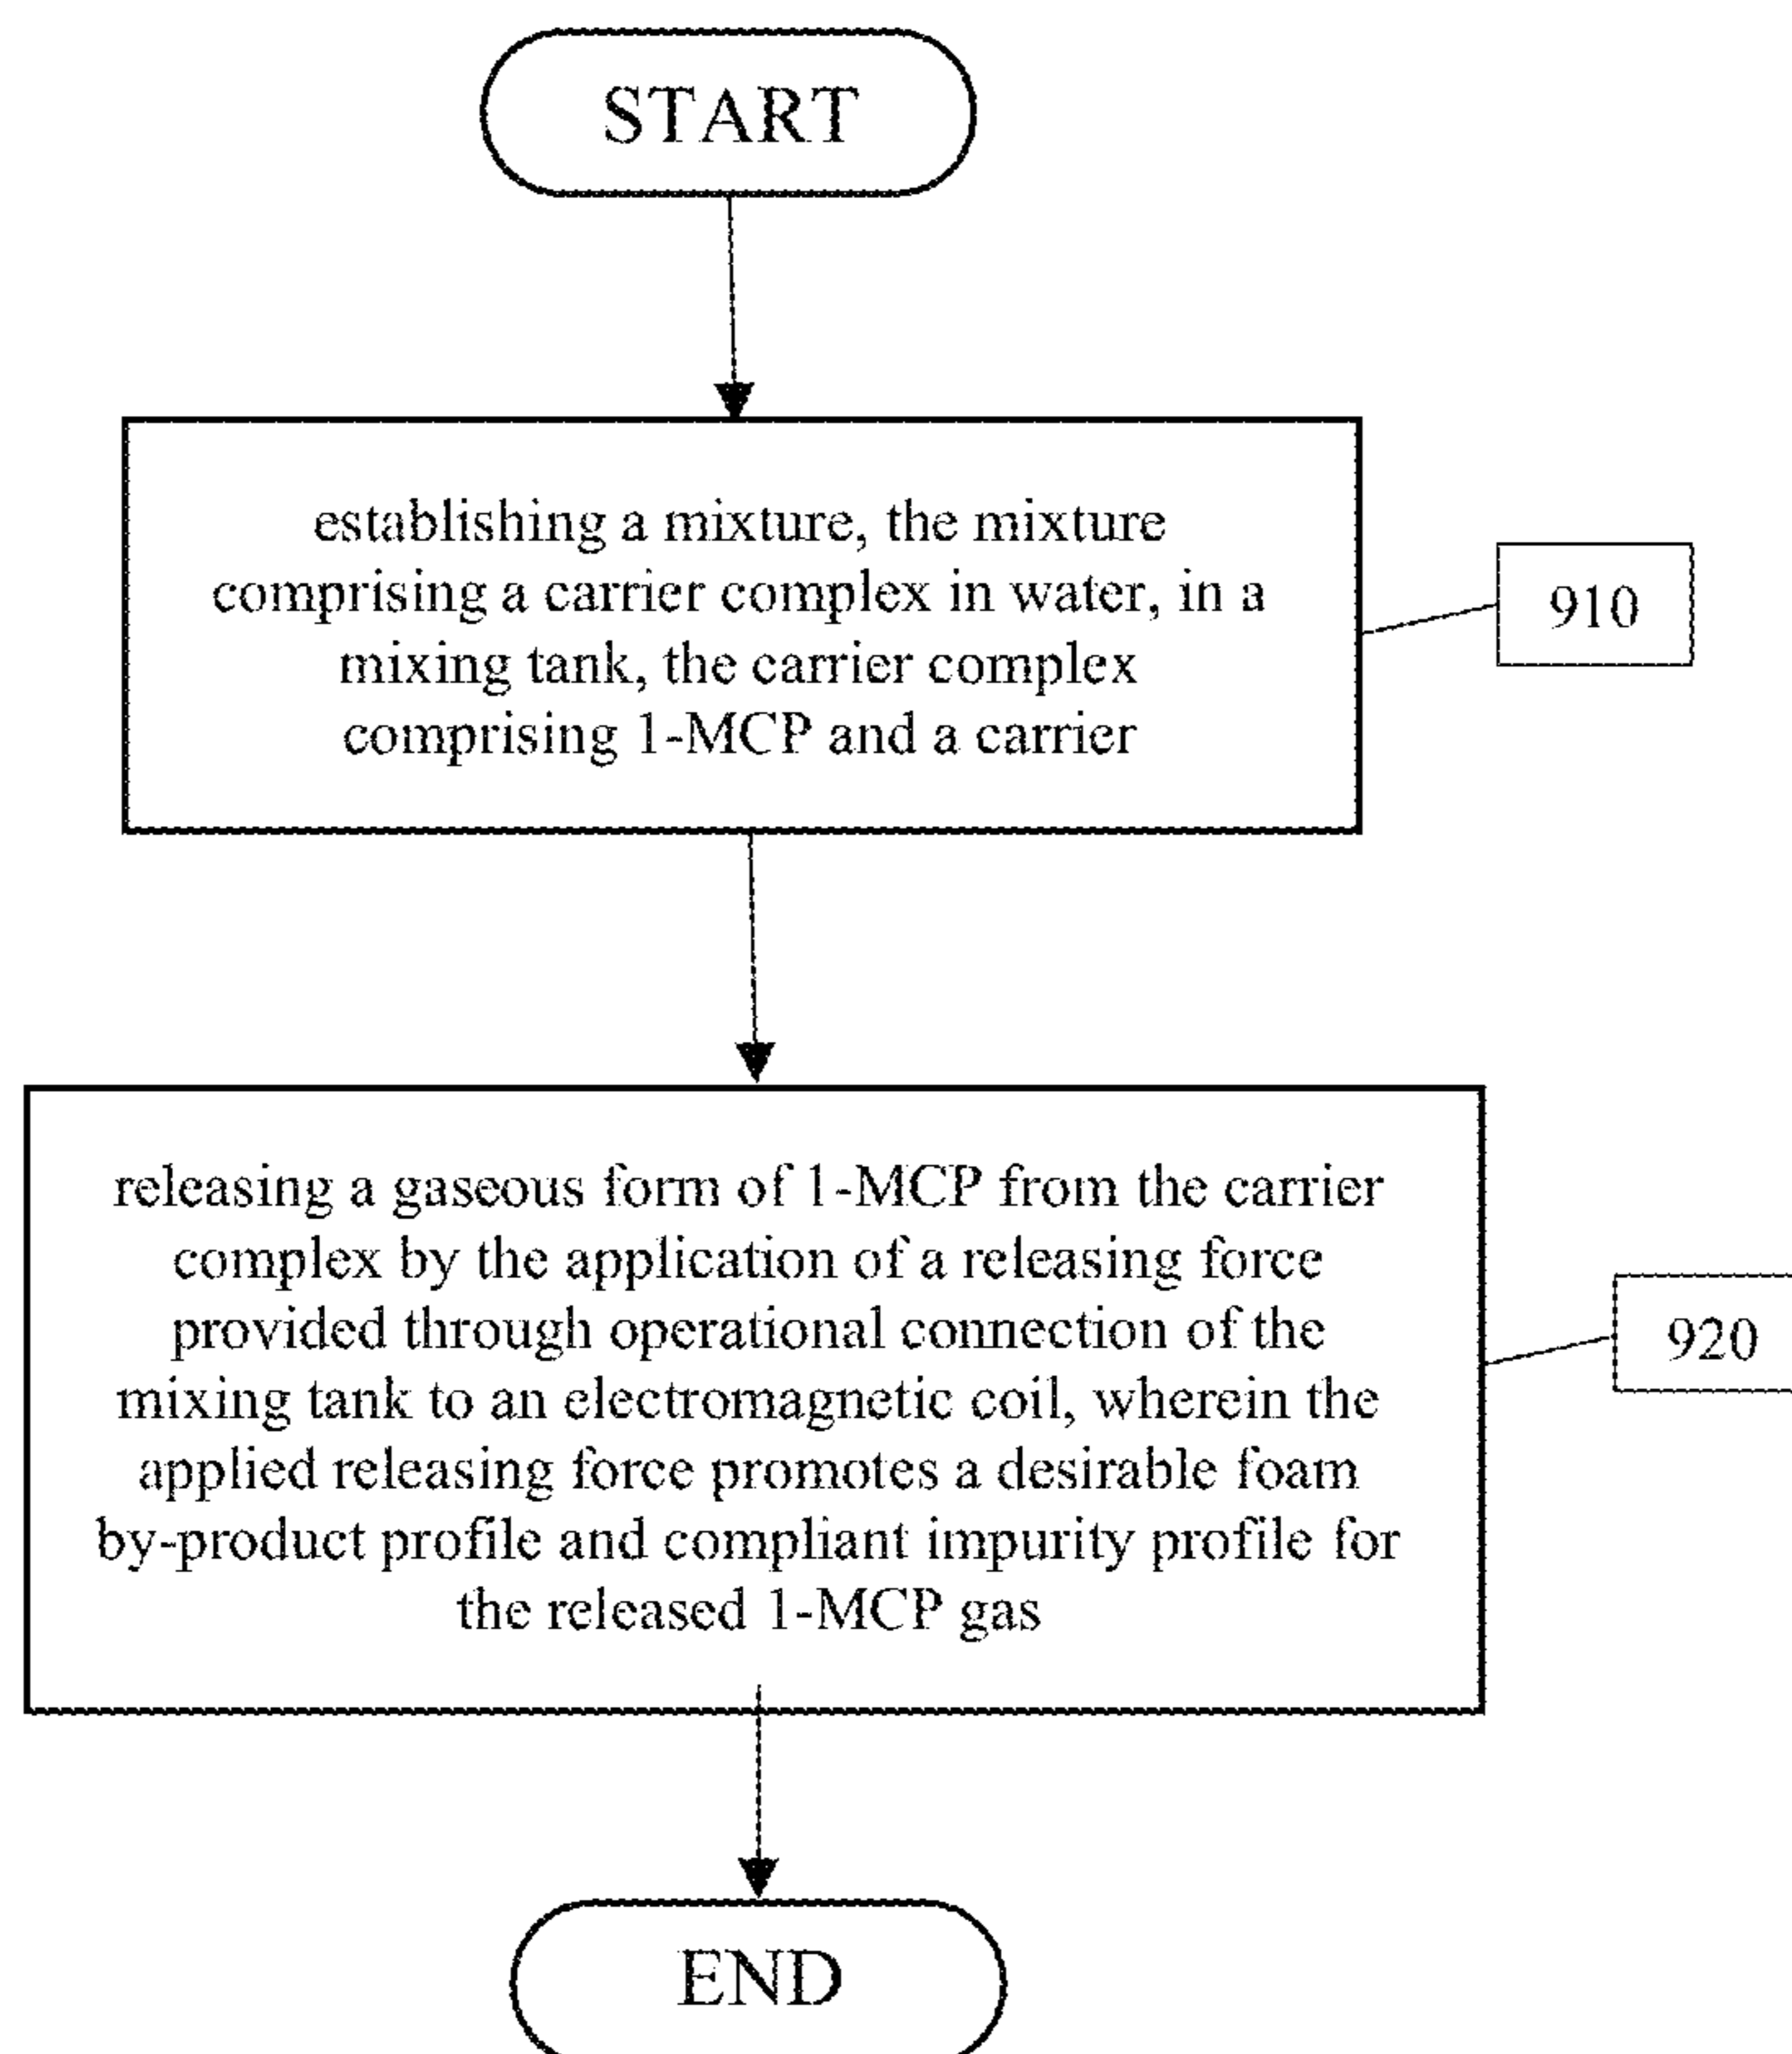 START
establishing a mixture, the mixture
comprising a carrier complex in water, in a
mixing tank, the carrier complex
comprising 1-MCP and a carrier
910
releasing a gaseous form of 1-MCP from the carrier
complex by the application of a releasing force
provided through operational connection of the
mixing tank to an electromagnetic coil, wherein the
applied releasing force promotes a desirable foam
by-product profile and compliant impurity profile for
the released 1-MCP gas
920
END